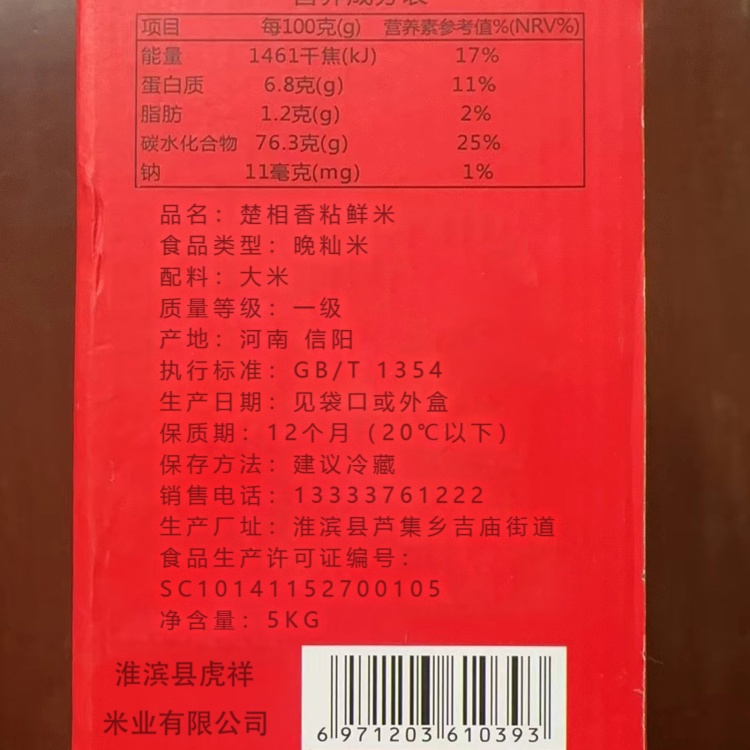 营养成分表
项目 每100克(g) 营养素参考值%(NRV%)
能量 1461千焦(kJ) 17%
蛋白质 6.8克(g) 11%
脂肪 1.2克(g) 2%
碳水化合物 76.3克(g) 25%
钠 11毫克(mg) 1%
品名：楚相香粘鲜米
食品类型：晚籼米
配料：大米
质量等级：一级
产地：河南 信阳
执行标准：GB/T 1354
生产日期：见袋口或外盒
保质期：12个月（20℃以下）
保存方法：建议冷藏
销售电话：13333761222
生产厂址：淮滨县芦集乡吉庙街道
食品生产许可证编号：
SC10141152700105
净含量：5KG
淮滨县虎祥
米业有限公司
6 971203 610393